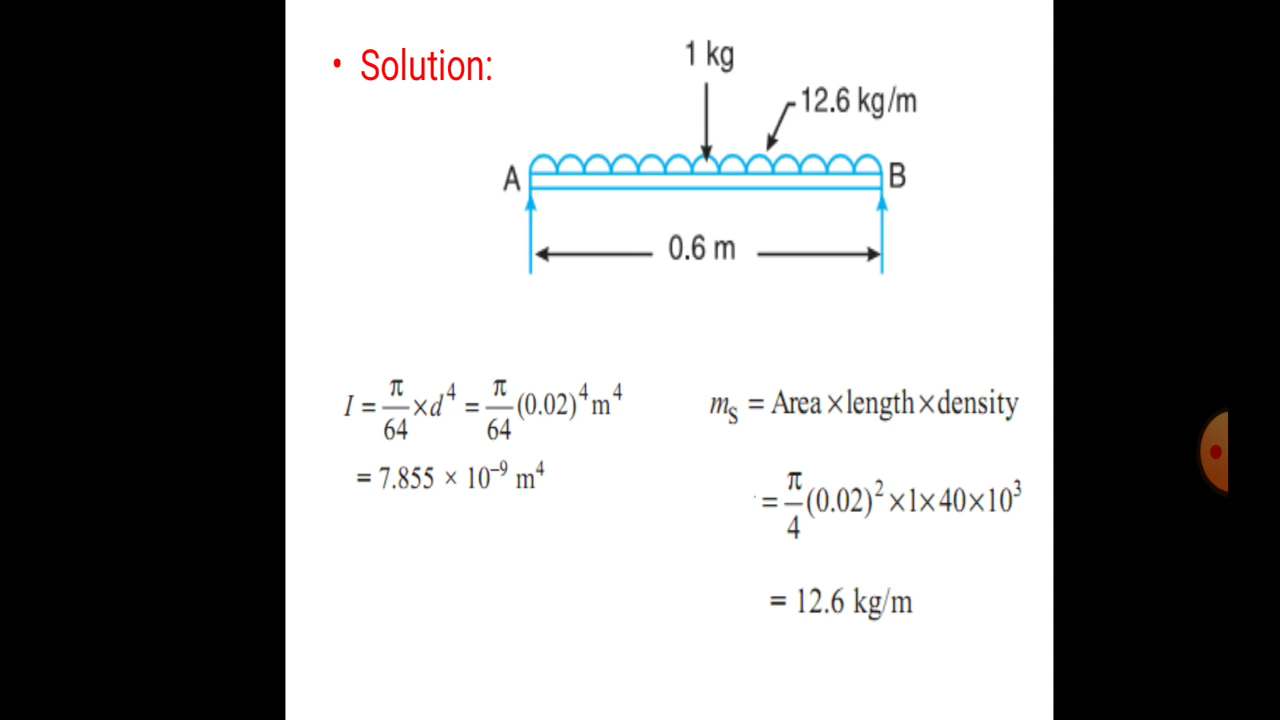 • Solution:
1 kg
12.6 kg/m
A
B
0.6 m
I = π/64 × d⁴ = π/64 (0.02)⁴ m⁴
= 7.855 × 10⁻⁹ m⁴
mS = Area × length × density
= π/4 (0.02)² × 1 × 40 × 10³
= 12.6 kg/m